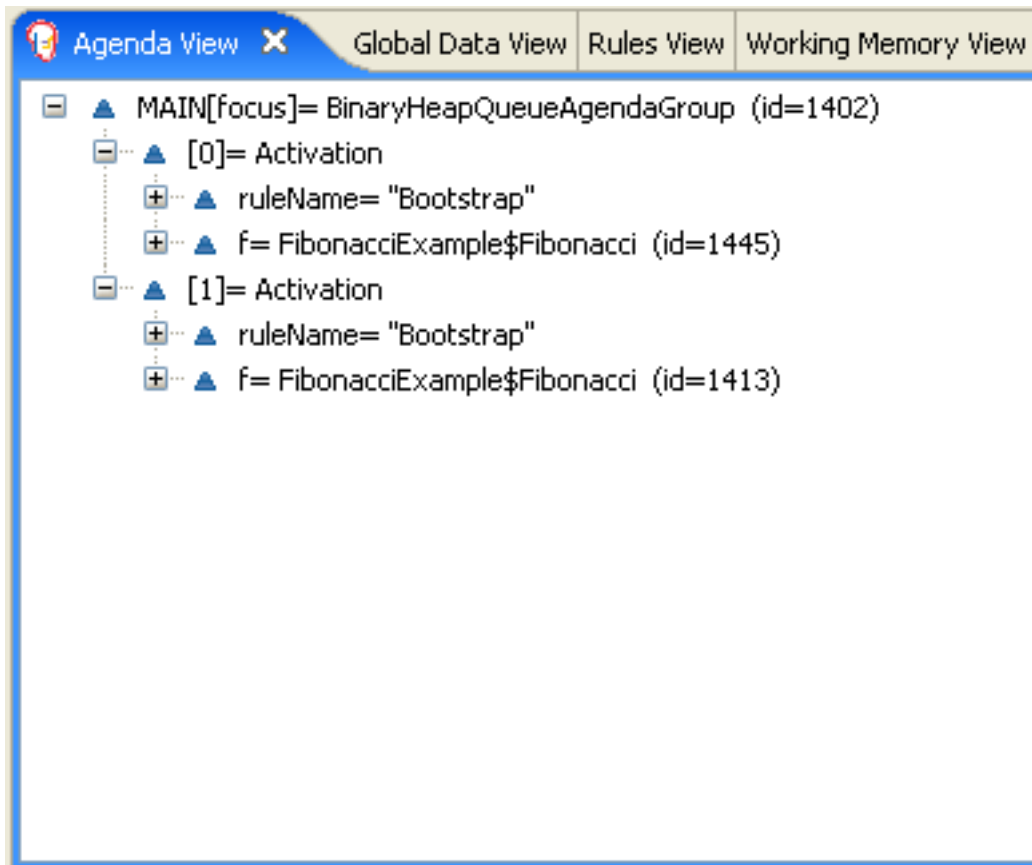 Agenda View Global Data View Rules View Working Memory View
MAIN[focus]= BinaryHeapQueueAgendaGroup (id=1402)
[0]= Activation
ruleName= "Bootstrap"
f= FibonacciExample$Fibonacci (id=1445)
[1]= Activation
ruleName= "Bootstrap"
f= FibonacciExample$Fibonacci (id=1413)